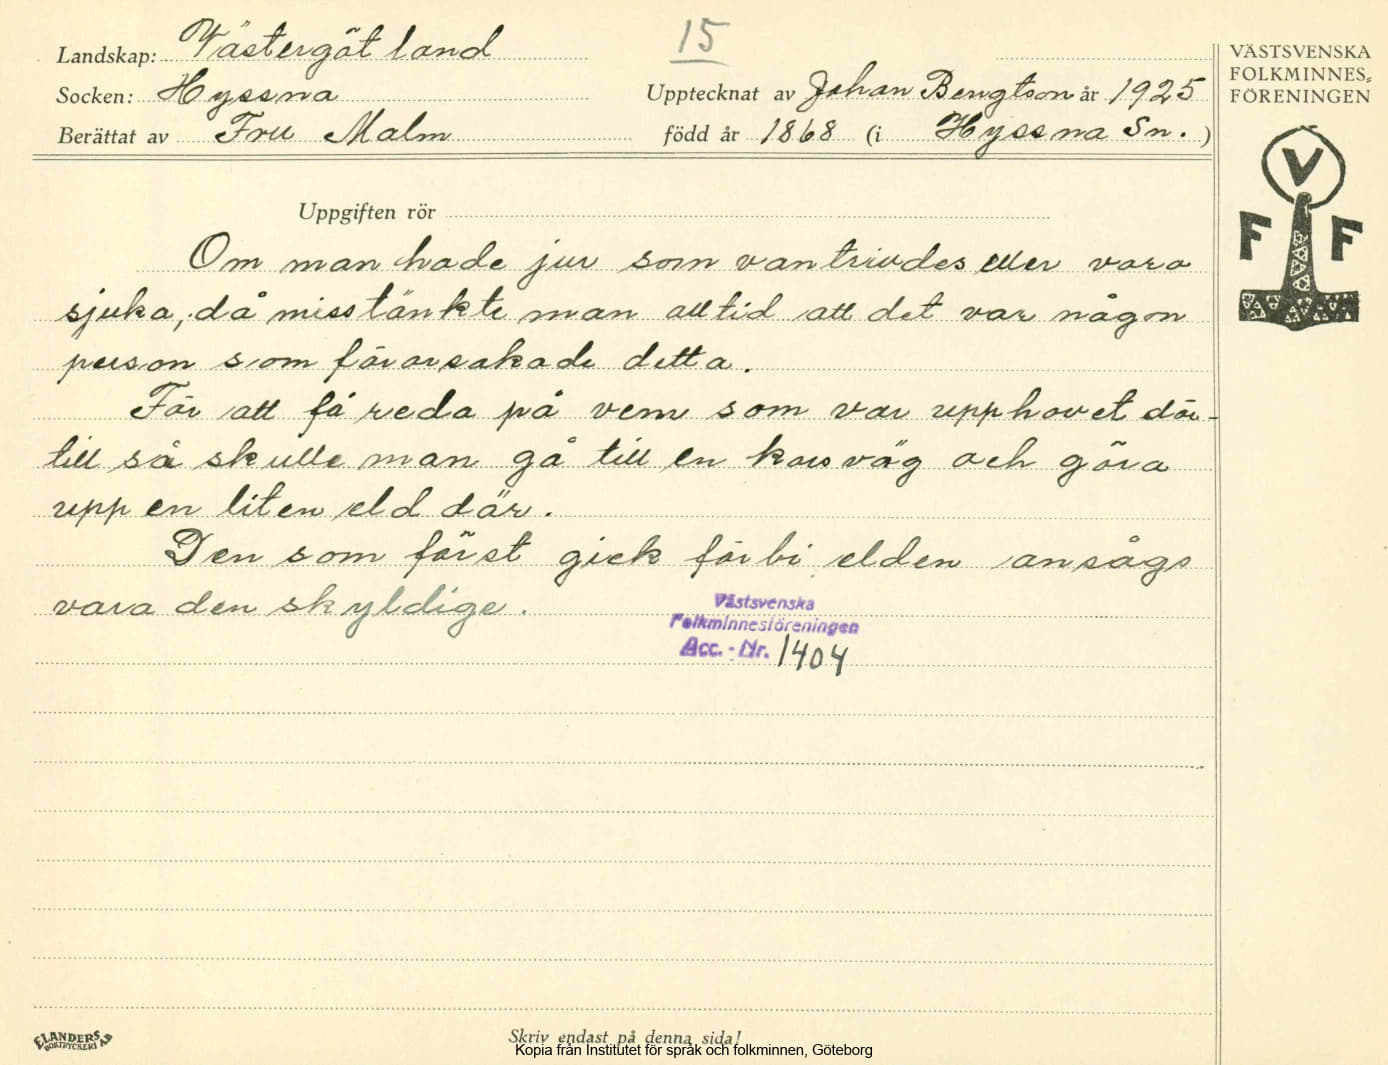 Landskap: Västergötland
15
Socken: Hyssna
Upptecknat av Johan Bengtson år 1925
Berättat av Fru Malm
född år 1868 (i Hyssna Sn.)
VÄSTSVENSKA
FOLKMINNES-
FÖRENINGEN
V
F F
Uppgiften rör
Om man hade jur som vantrivdes eller vara
sjuka, då misstänkte man alltid att det var någon
person som förorsakade detta.
För att få reda på vem som var upphovet där-
till så skulle man gå till en korsväg och göra
upp en liten eld där.
Den som först gick förbi elden ansågs
vara den skyldige.
Västsvenska
Folkminnesföreningen
Acc. - Nr. 1404
ELANDERS
BOKTRYCKERI AB
Skriv endast på denna sida!
Kopia från Institutet för språk och folkminnen, Göteborg